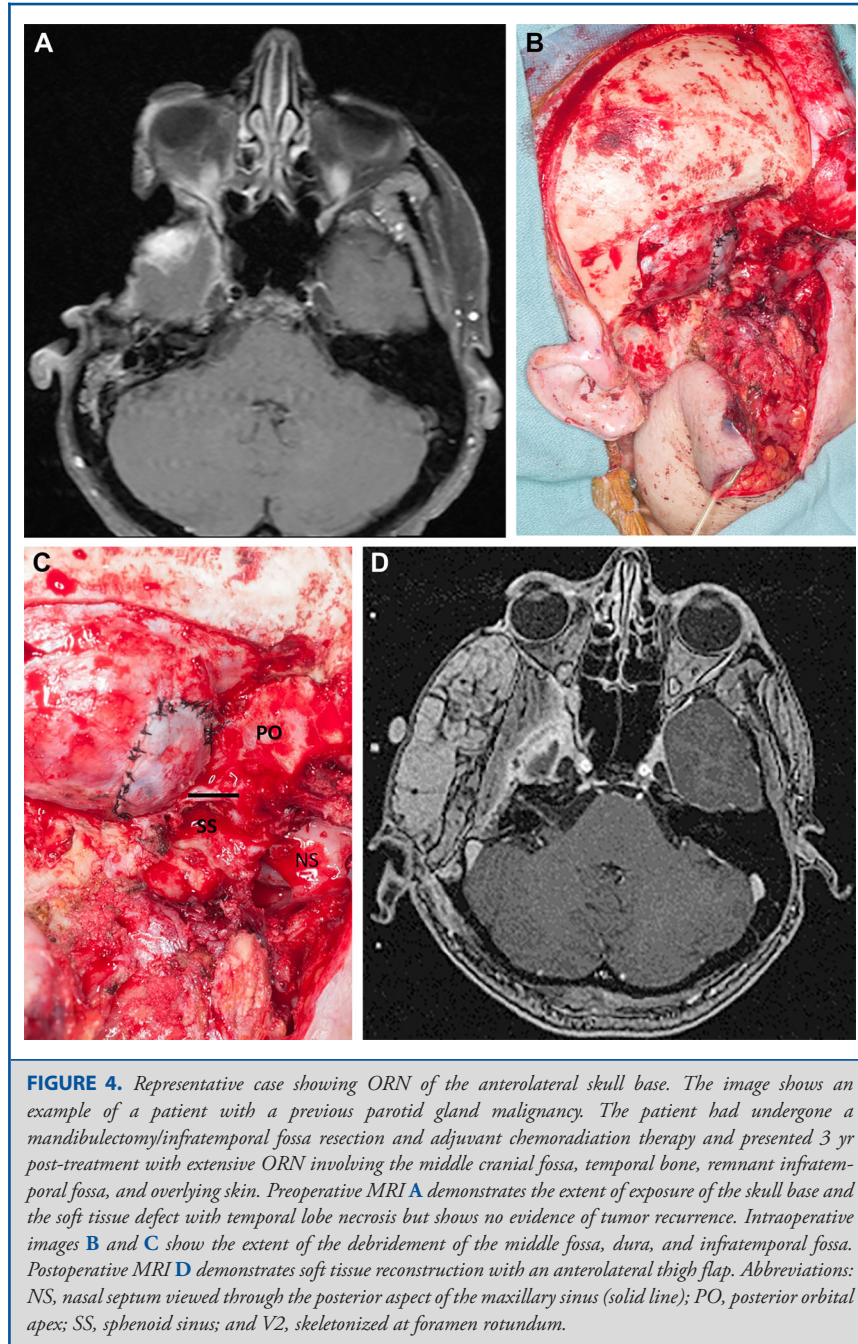 A
B
C
PO
SS
NS
D
FIGURE 4. Representative case showing ORN of the anterolateral skull base. The image shows an
example of a patient with a previous parotid gland malignancy. The patient had undergone a
mandibulectomy/infratemporal fossa resection and adjuvant chemoradiation therapy and presented 3 yr
post-treatment with extensive ORN involving the middle cranial fossa, temporal bone, remnant infratem-
poral fossa, and overlying skin. Preoperative MRI A demonstrates the extent of exposure of the skull base and
the soft tissue defect with temporal lobe necrosis but shows no evidence of tumor recurrence. Intraoperative
images B and C show the extent of the debridement of the middle fossa, dura, and infratemporal fossa.
Postoperative MRI D demonstrates soft tissue reconstruction with an anterolateral thigh flap. Abbreviations:
NS, nasal septum viewed through the posterior aspect of the maxillary sinus (solid line); PO, posterior orbital
apex; SS, sphenoid sinus; and V2, skeletonized at foramen rotundum.